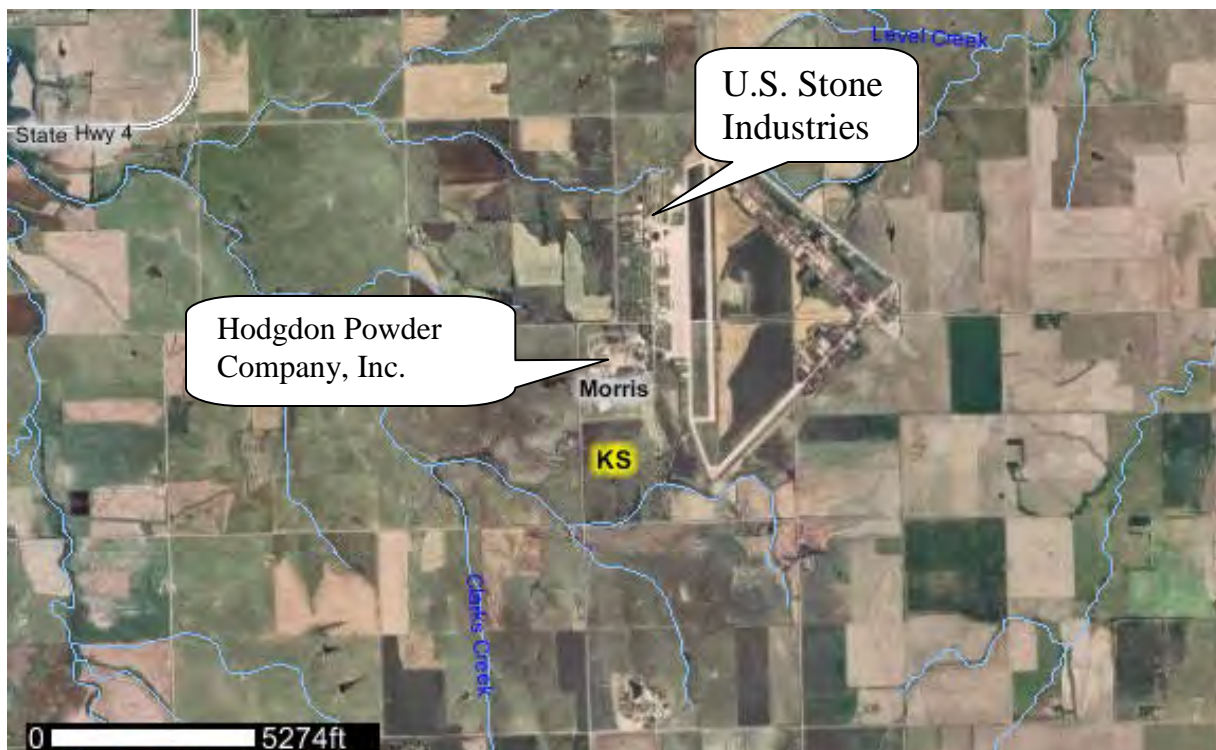 Level Creek
U.S. Stone
Industries
State Hwy 4
Hodgdon Powder
Company, Inc.
Morris
KS
Clarks Creek
0 5274ft